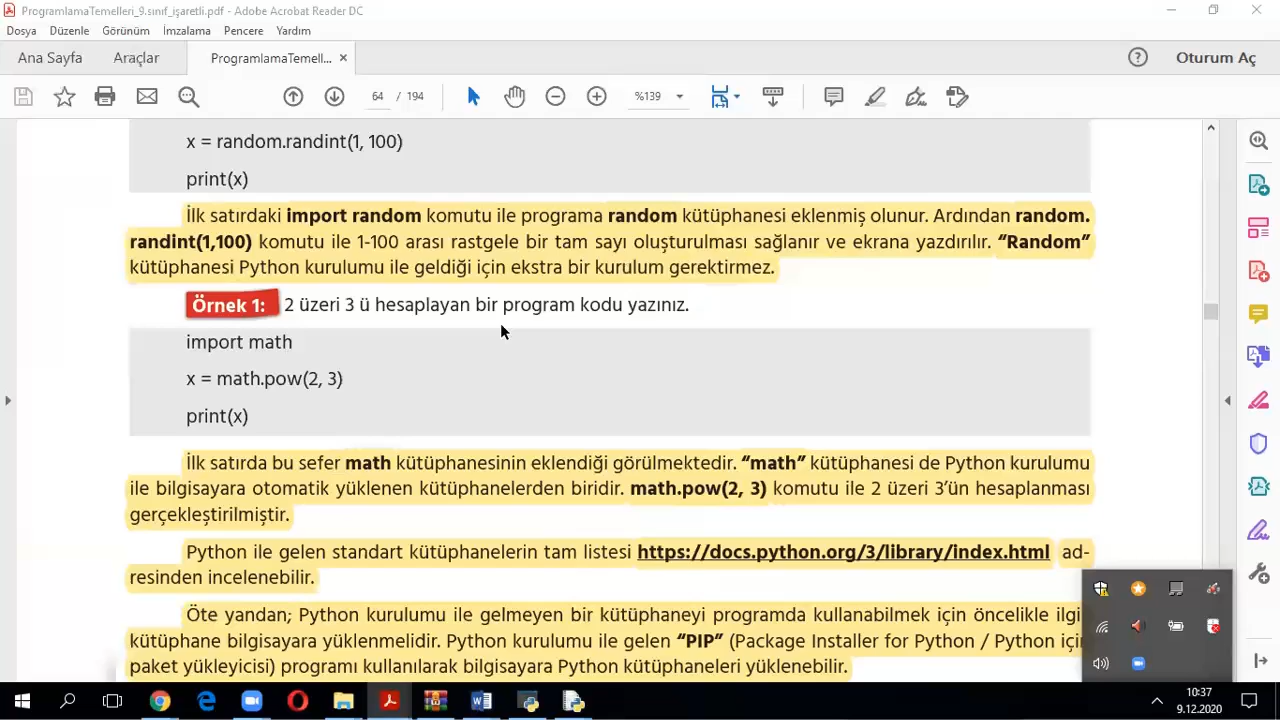 ProgramlamaTemelleri_9.sınıf_işaretli.pdf - Adobe Acrobat Reader DC
Dosya Düzenle Görünüm İmzalama Pencere Yardım
Ana Sayfa Araçlar ProgramlamaTemell... × ? Oturum Aç
64 / 194 %139
x = random.randint(1, 100)
print(x)
İlk satırdaki import random komutu ile programa random kütüphanesi eklenmiş olunur. Ardından random.
randint(1,100) komutu ile 1-100 arası rastgele bir tam sayı oluşturulması sağlanır ve ekrana yazdırılır. “Random”
kütüphanesi Python kurulumu ile geldiği için ekstra bir kurulum gerektirmez.
Örnek 1: 2 üzeri 3 ü hesaplayan bir program kodu yazınız.
import math
x = math.pow(2, 3)
print(x)
İlk satırda bu sefer math kütüphanesinin eklendiği görülmektedir. “math” kütüphanesi de Python kurulumu
ile bilgisayara otomatik yüklenen kütüphanelerden biridir. math.pow(2, 3) komutu ile 2 üzeri 3’ün hesaplanması
gerçekleştirilmiştir.
Python ile gelen standart kütüphanelerin tam listesi https://docs.python.org/3/library/index.html ad-
resinden incelenebilir.
Öte yandan; Python kurulumu ile gelmeyen bir kütüphaneyi programda kullanabilmek için öncelikle ilgi
kütüphane bilgisayara yüklenmelidir. Python kurulumu ile gelen “PIP” (Package Installer for Python / Python için
paket yükleyicisi) programı kullanılarak bilgisayara Python kütüphaneleri yüklenebilir.
10:37
9.12.2020